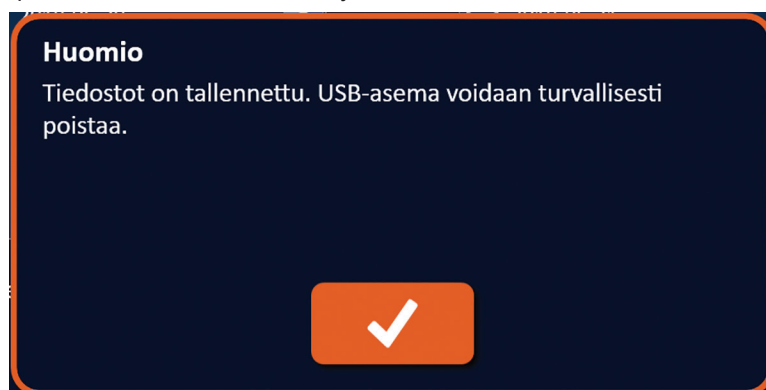 Huomio
Tiedostot on tallennettu. USB-asema voidaan turvallisesti
poistaa.